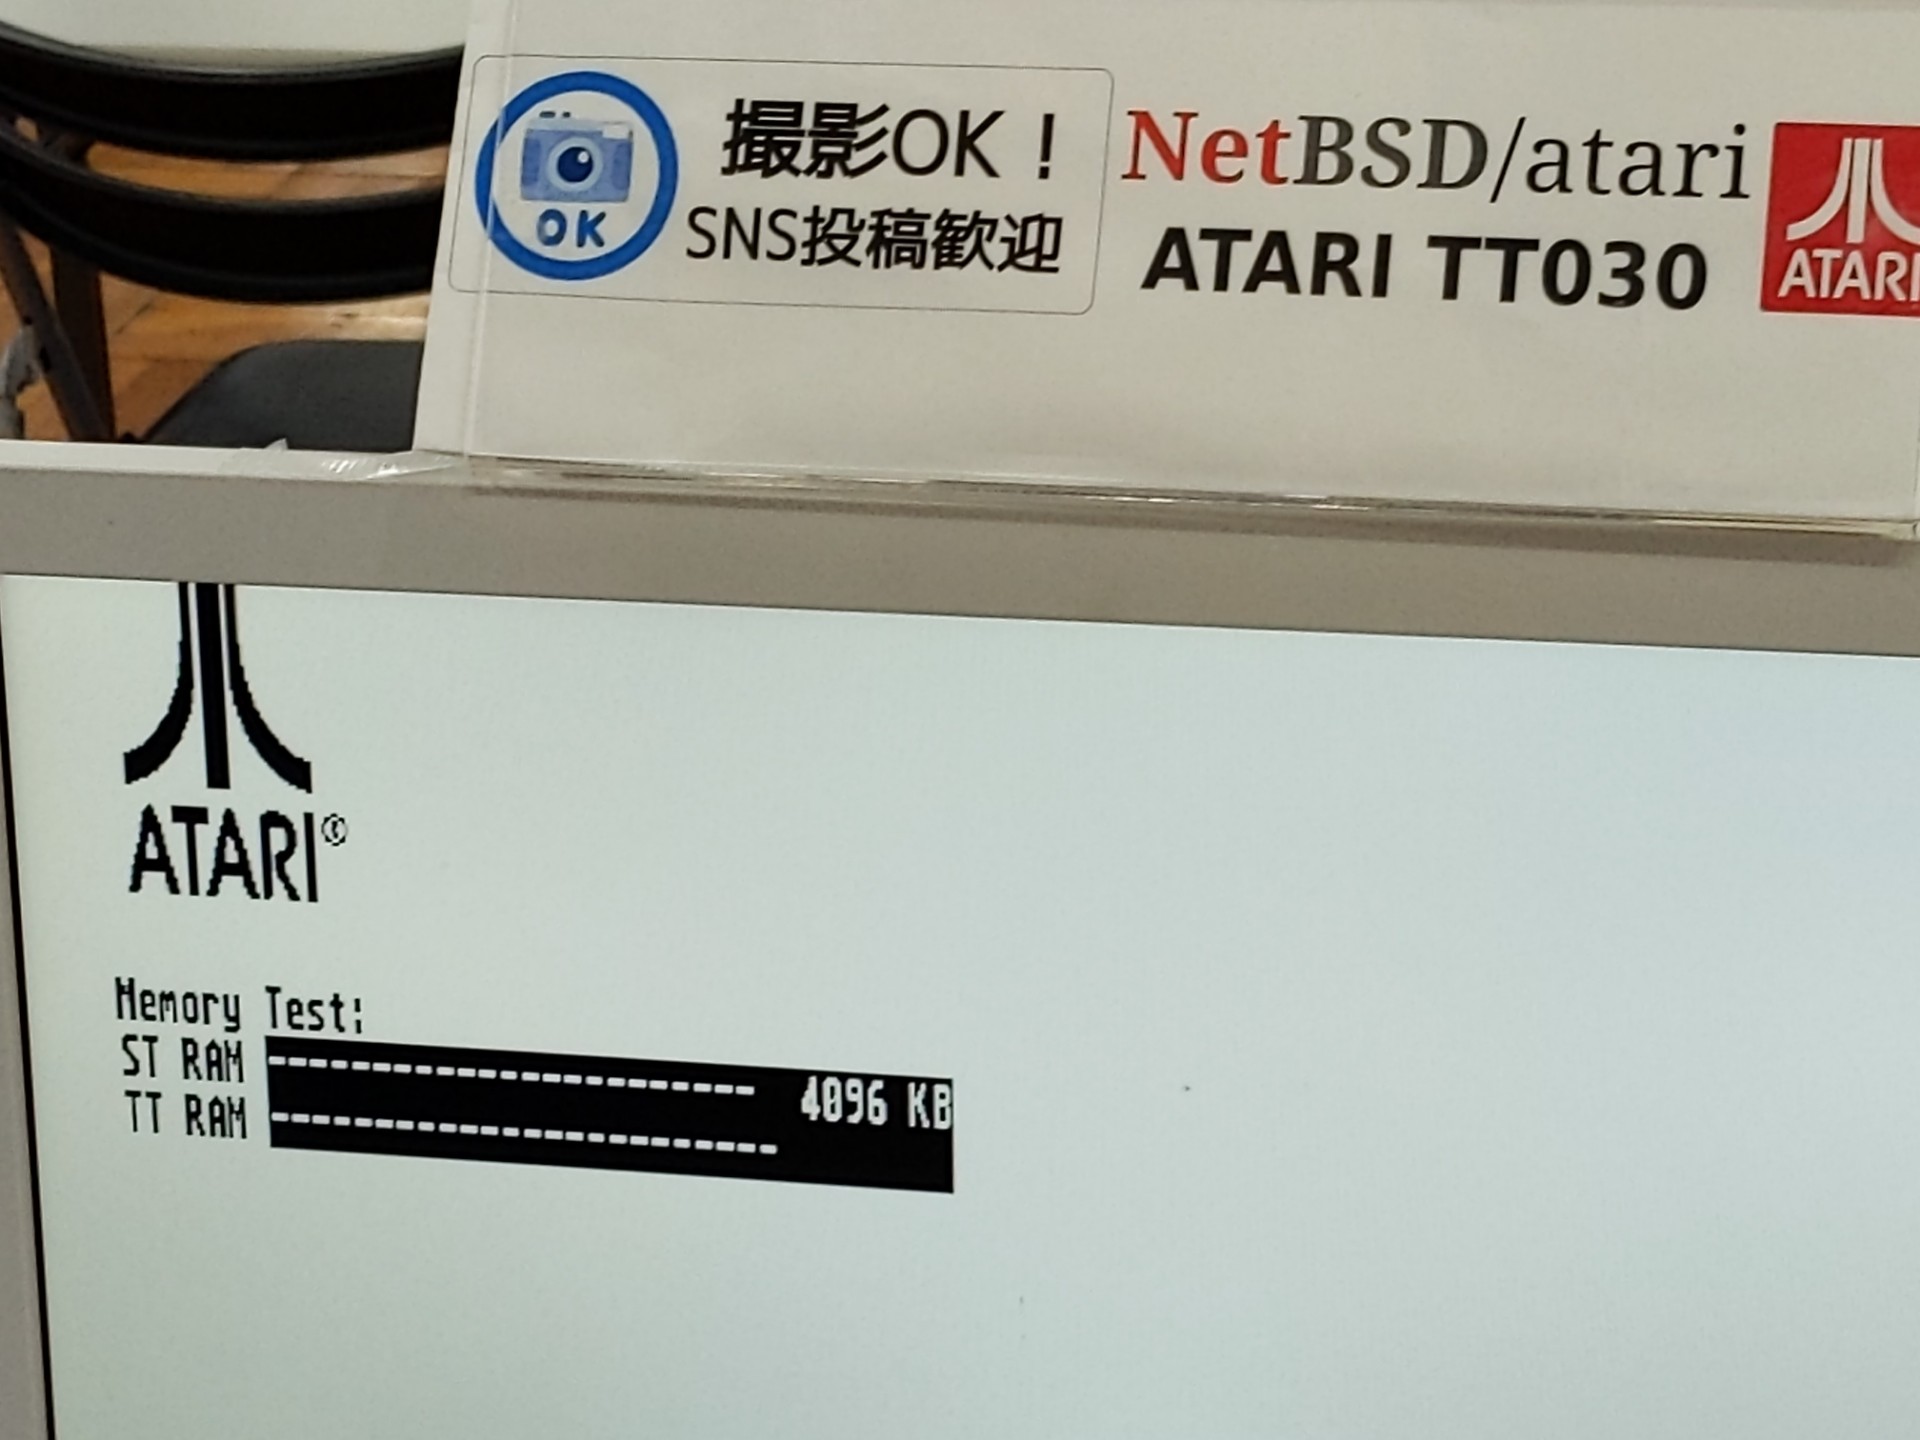 撮影OK！
SNS投稿歓迎
OK
NetBSD/atari
ATARI TT030
ATARI
ATARI®
Memory Test:
ST RAM 4096 KB
TT RAM